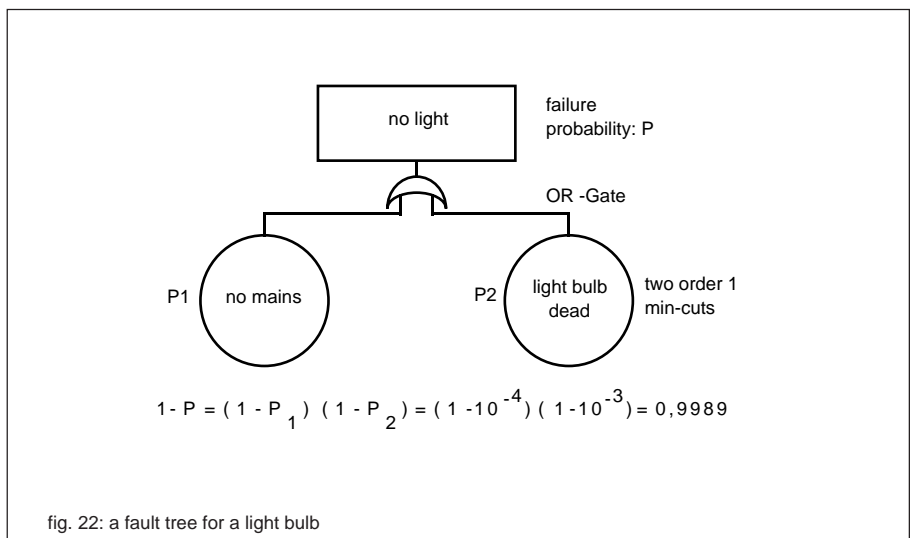 no light
failure
probability: P
OR -Gate
P1
no mains
P2
light bulb
dead
two order 1
min-cuts
1 - P = ( 1 - P₁ ) ( 1 - P₂ ) = ( 1 -10⁻⁴ ) ( 1 -10⁻³ ) = 0,9989
fig. 22: a fault tree for a light bulb